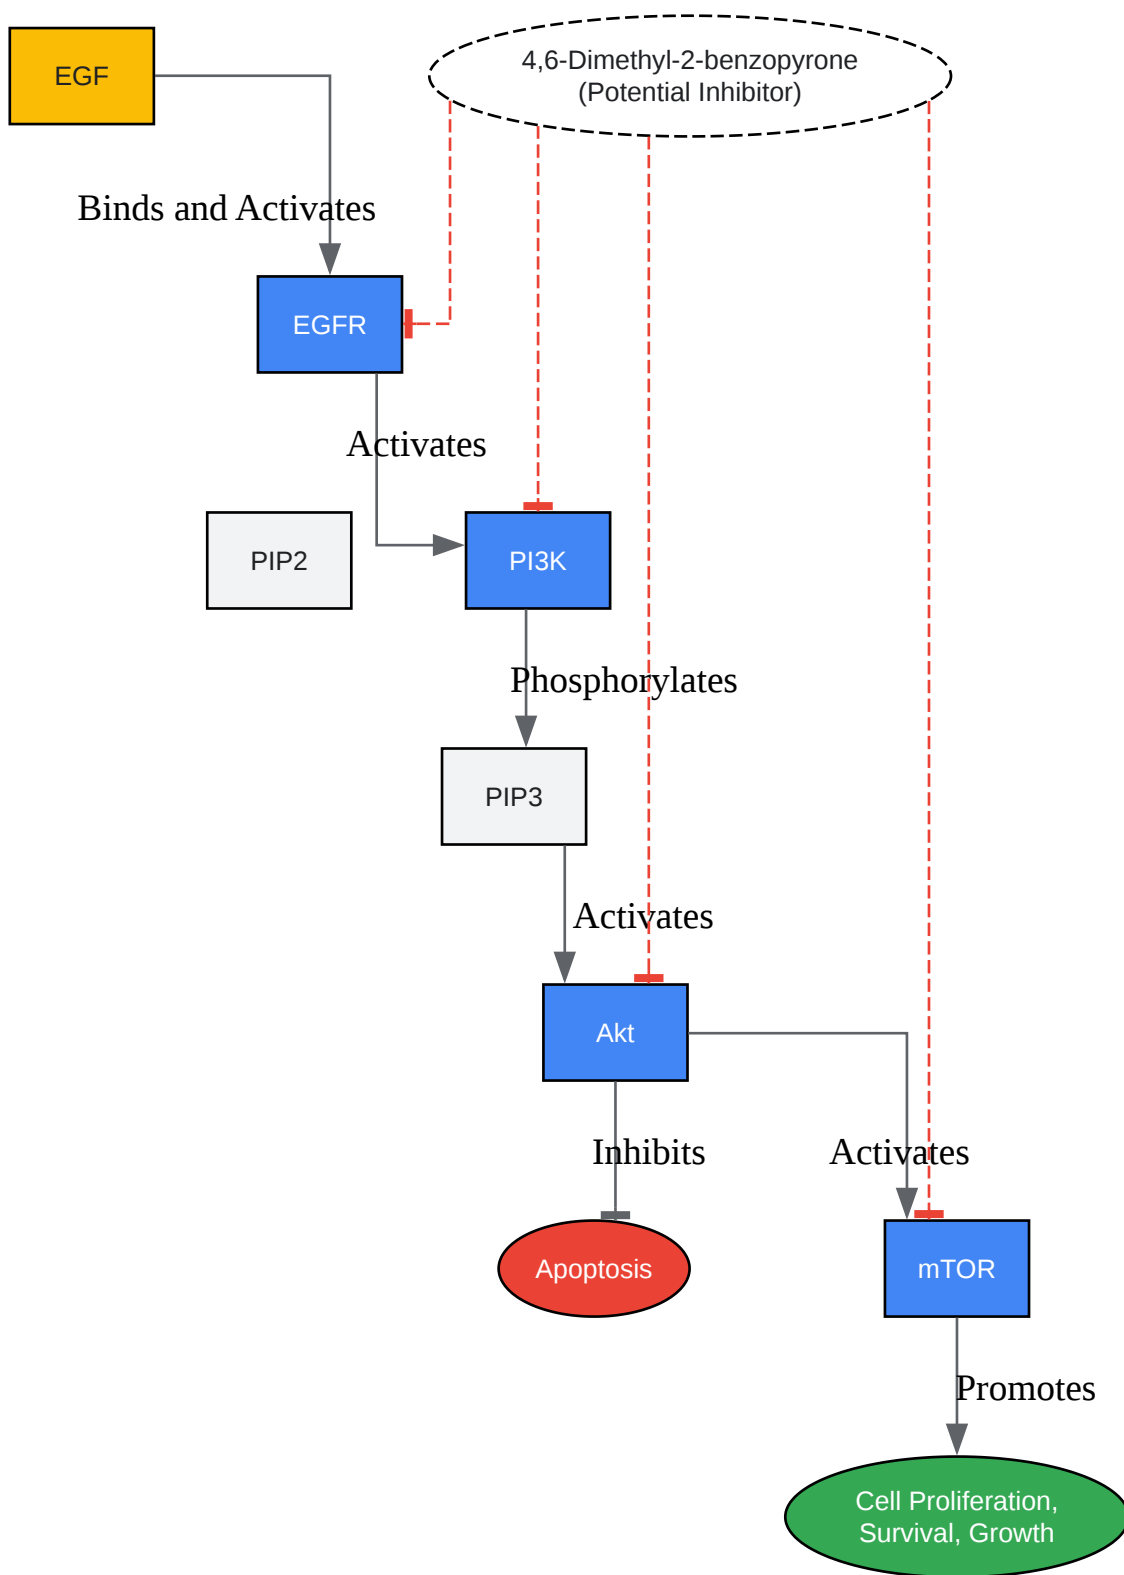 EGF
4,6-Dimethyl-2-benzopyrone
(Potential Inhibitor)
Binds and Activates
EGFR
Activates
PIP2
PI3K
Phosphorylates
PIP3
Activates
Akt
Inhibits
Activates
Apoptosis
mTOR
Promotes
Cell Proliferation,
Survival, Growth